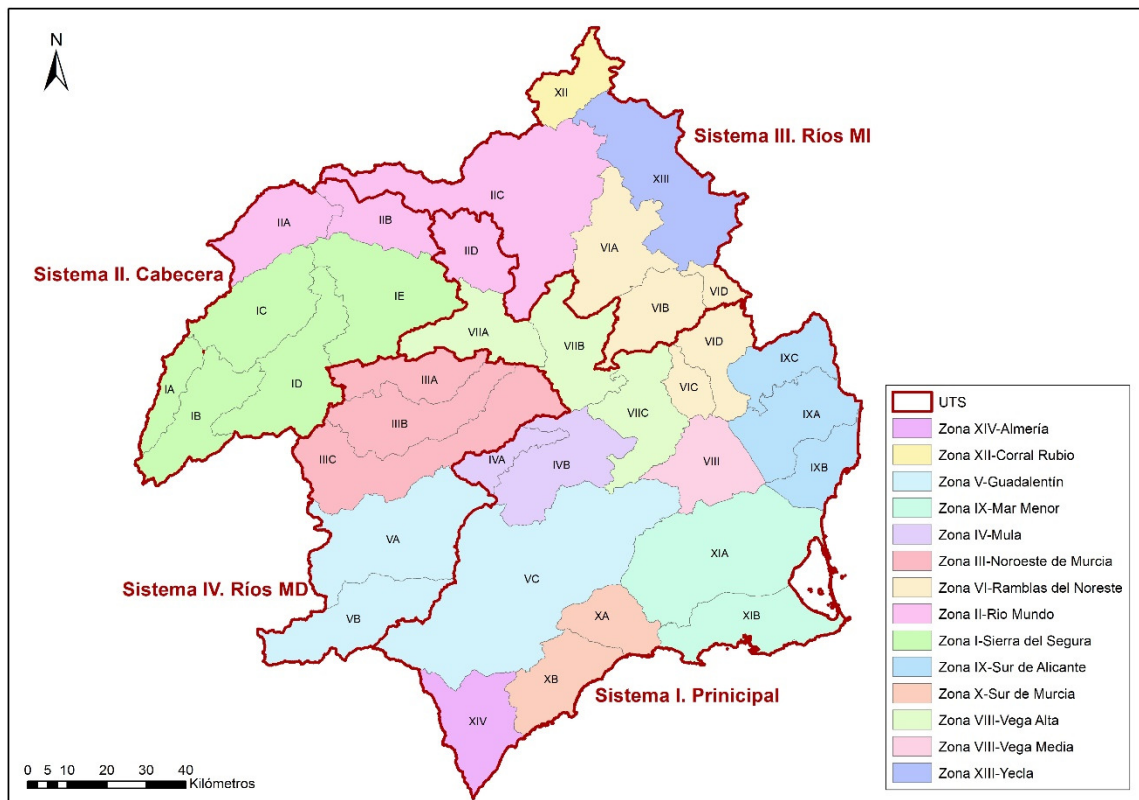 N
XII
Sistema III. Ríos MI
XIII
IIC
IIA
IIB
IID
VIA
Sistema II. Cabecera
IE
IC
VID
VIB
VIIA
VIIB
VID
IXC
IIIA
IA
ID
VIC
IB
VIIC
IXA
IIIB
IIIC
IVA
IVB
VIII
IXB
VA
XIA
VC
Sistema IV. Ríos MD
VB
XA
XIB
XB
Sistema I. Prinicipal
XIV
0 5 10 20 30 40
Kilómetros
UTS
Zona XIV-Almería
Zona XII-Corral Rubio
Zona V-Guadalentín
Zona IX-Mar Menor
Zona IV-Mula
Zona III-Noroeste de Murcia
Zona VI-Ramblas del Noreste
Zona II-Rio Mundo
Zona I-Sierra del Segura
Zona IX-Sur de Alicante
Zona X-Sur de Murcia
Zona VIII-Vega Alta
Zona VIII-Vega Media
Zona XIII-Yecla